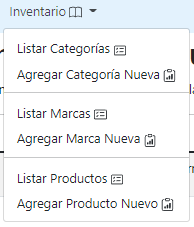 Inventario
Listar Categorías
Agregar Categoría Nueva
Listar Marcas
Agregar Marca Nueva
Listar Productos
Agregar Producto Nuevo